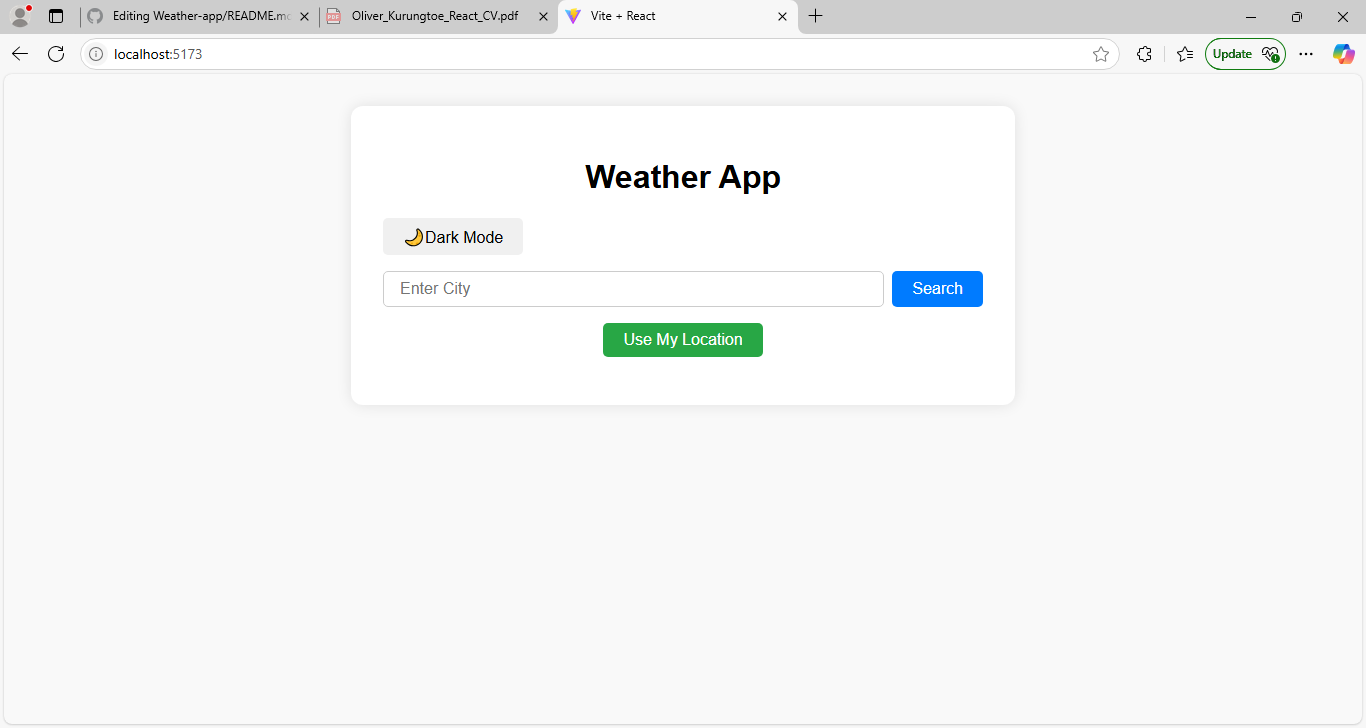 Editing Weather-app/README.md
Oliver_Kurungtoe_React_CV.pdf
Vite + React
localhost:5173
Update
Weather App
🌙Dark Mode
Enter City
Search
Use My Location